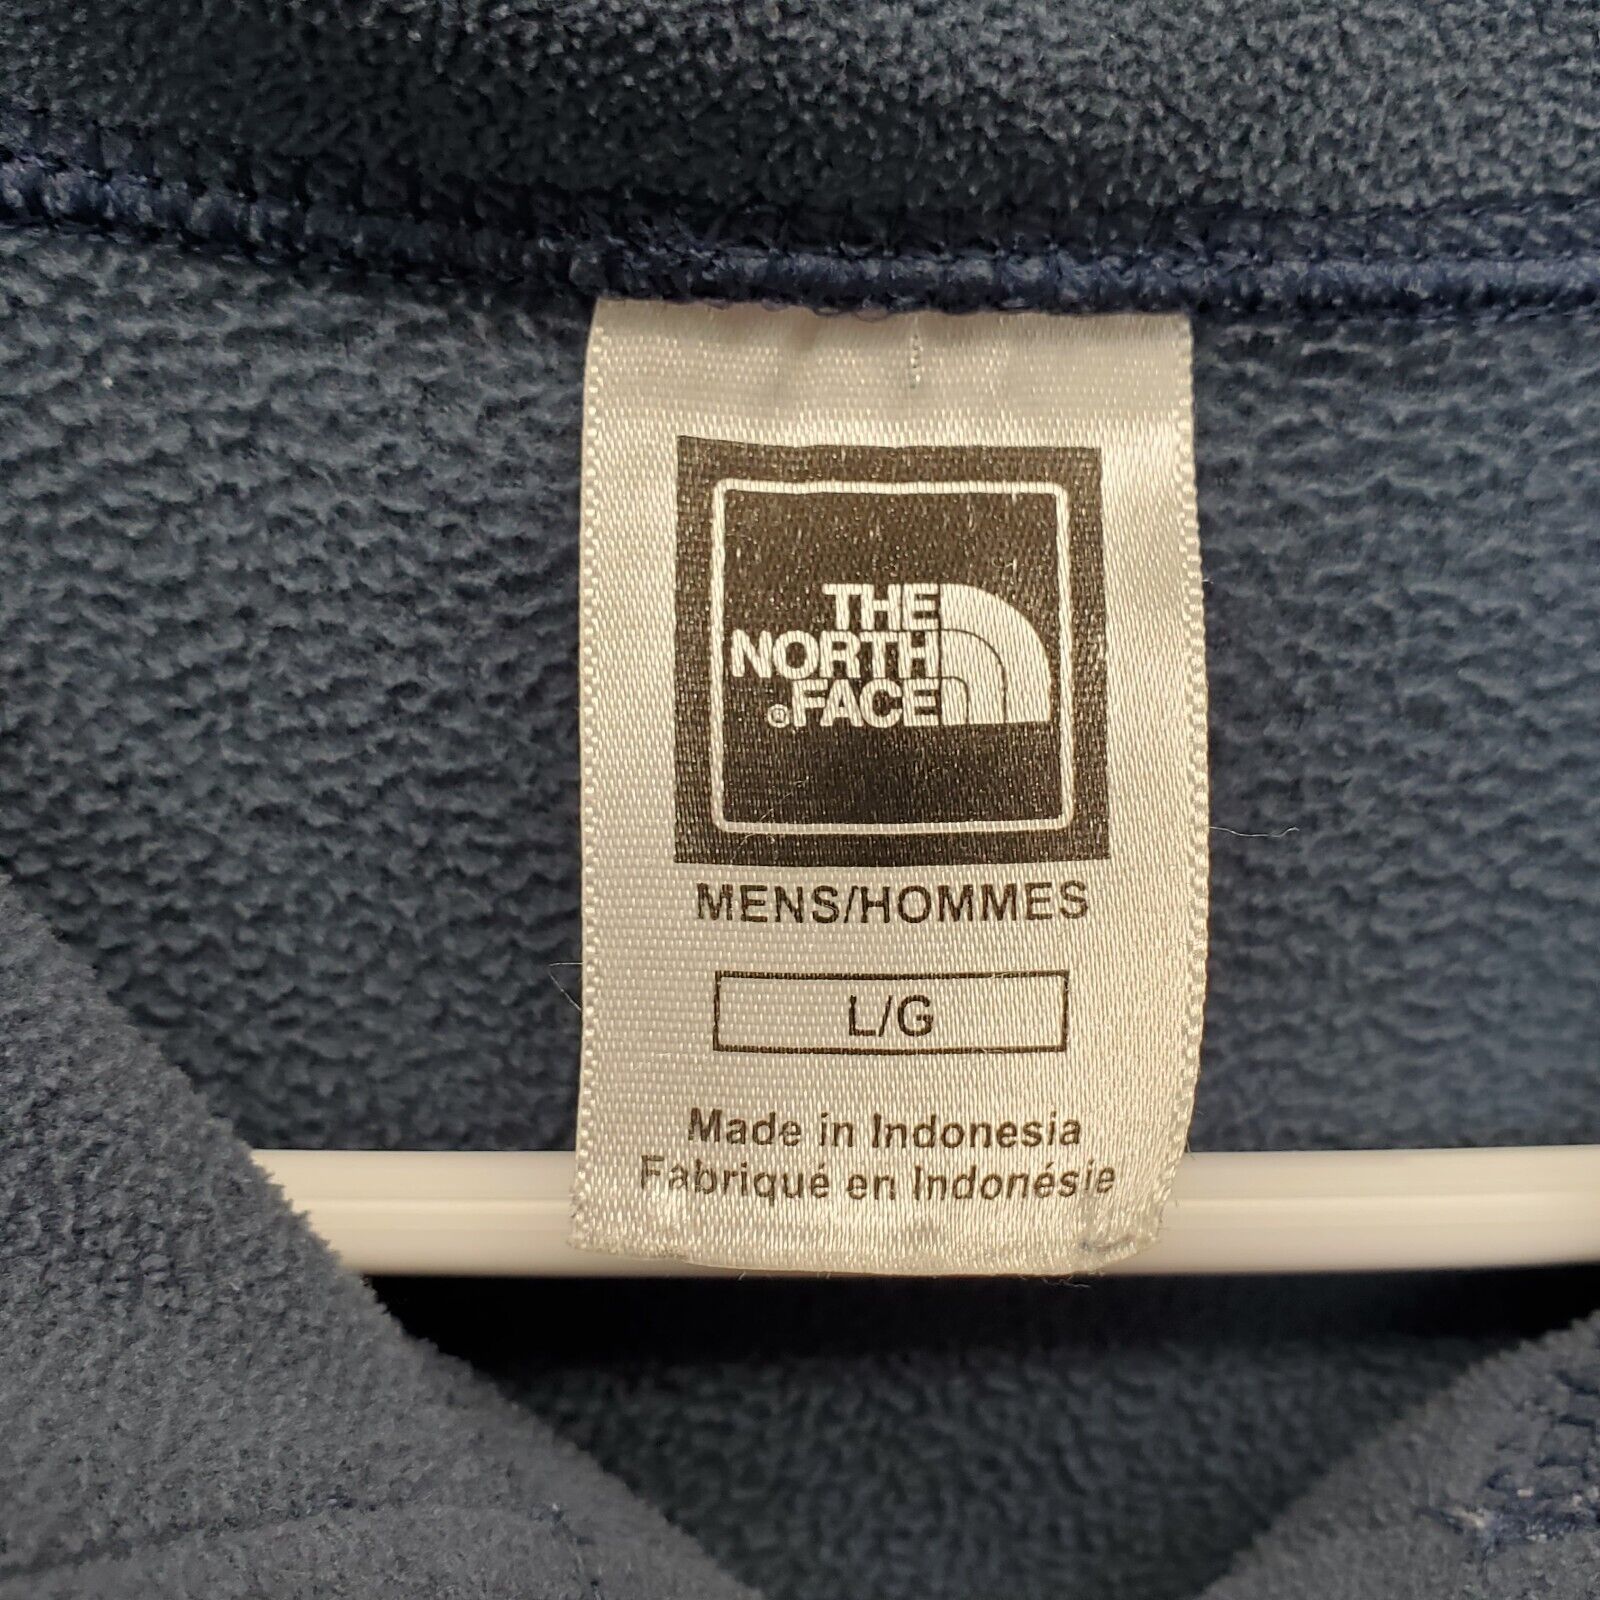 THE
NORTH
®FACE
MENS/HOMMES
L/G
Made in Indonesia
Fabriqué en Indonésie